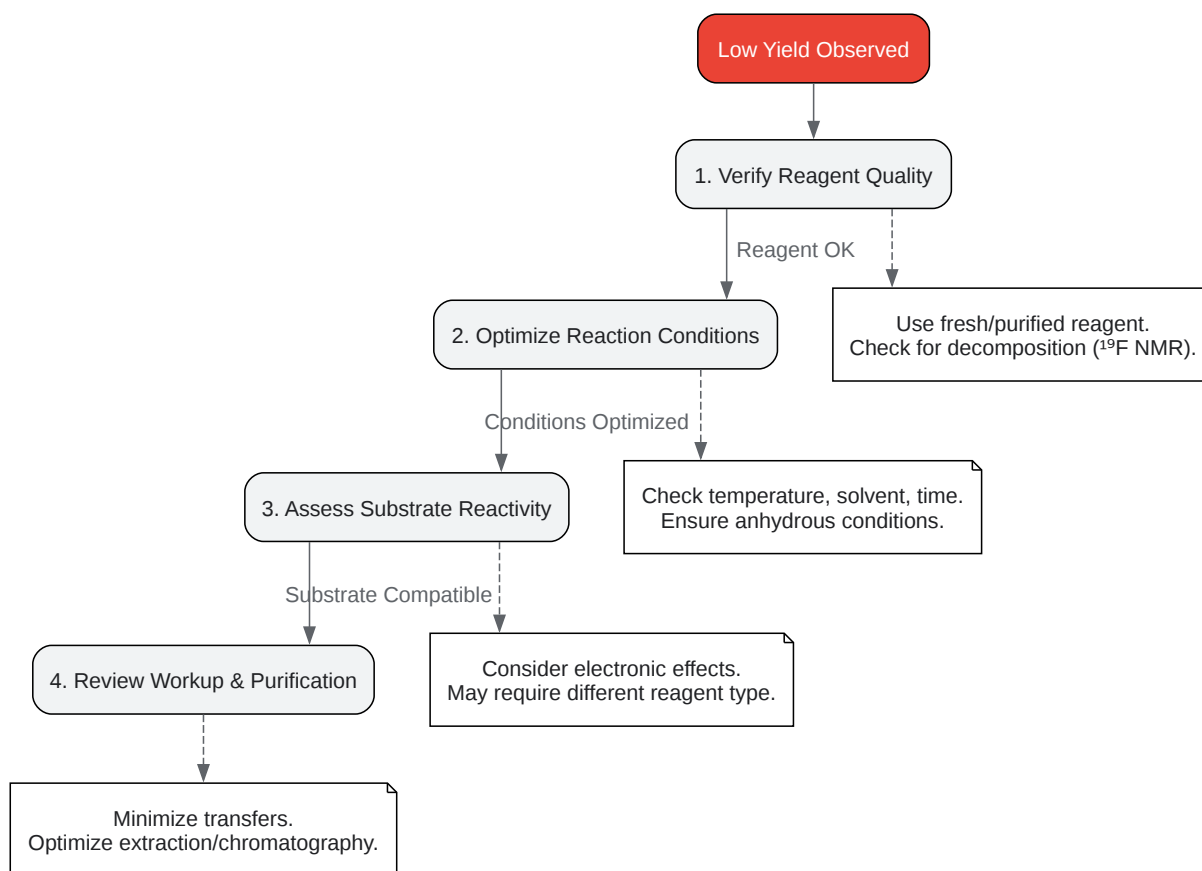 Low Yield Observed
1. Verify Reagent Quality
Reagent OK
Use fresh/purified reagent.
Check for decomposition (¹⁹F NMR).
2. Optimize Reaction Conditions
Conditions Optimized
Check temperature, solvent, time.
Ensure anhydrous conditions.
3. Assess Substrate Reactivity
Substrate Compatible
Consider electronic effects.
May require different reagent type.
4. Review Workup & Purification
Minimize transfers.
Optimize extraction/chromatography.